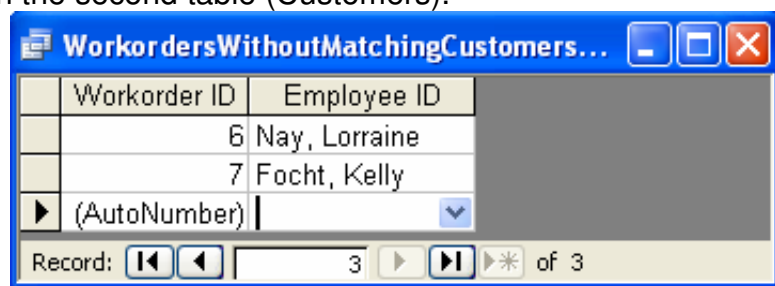 n the second table (Customers).
WorkordersWithoutMatchingCustomers...
Workorder ID Employee ID
6 Nay, Lorraine
7 Focht, Kelly
(AutoNumber)
Record: 3 of 3